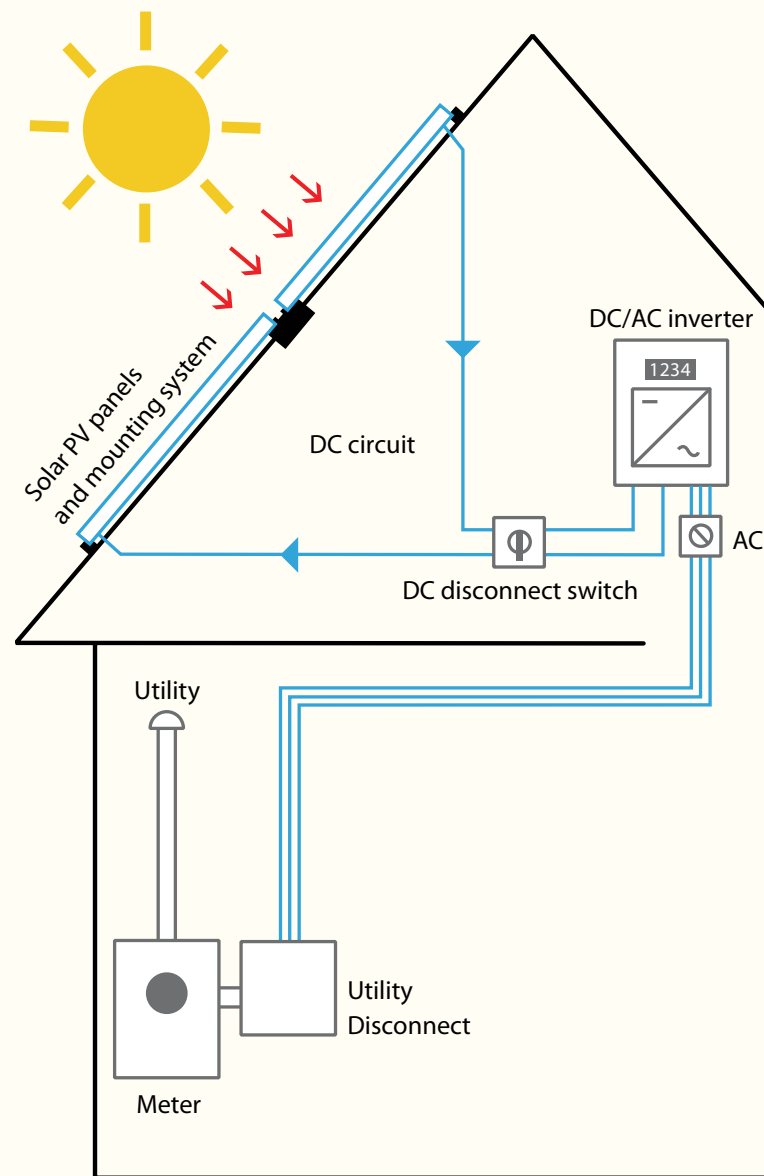 DC/AC inverter
1234
Solar PV panels
and mounting system
DC circuit
AC
DC disconnect switch
Utility
Utility
Disconnect
Meter